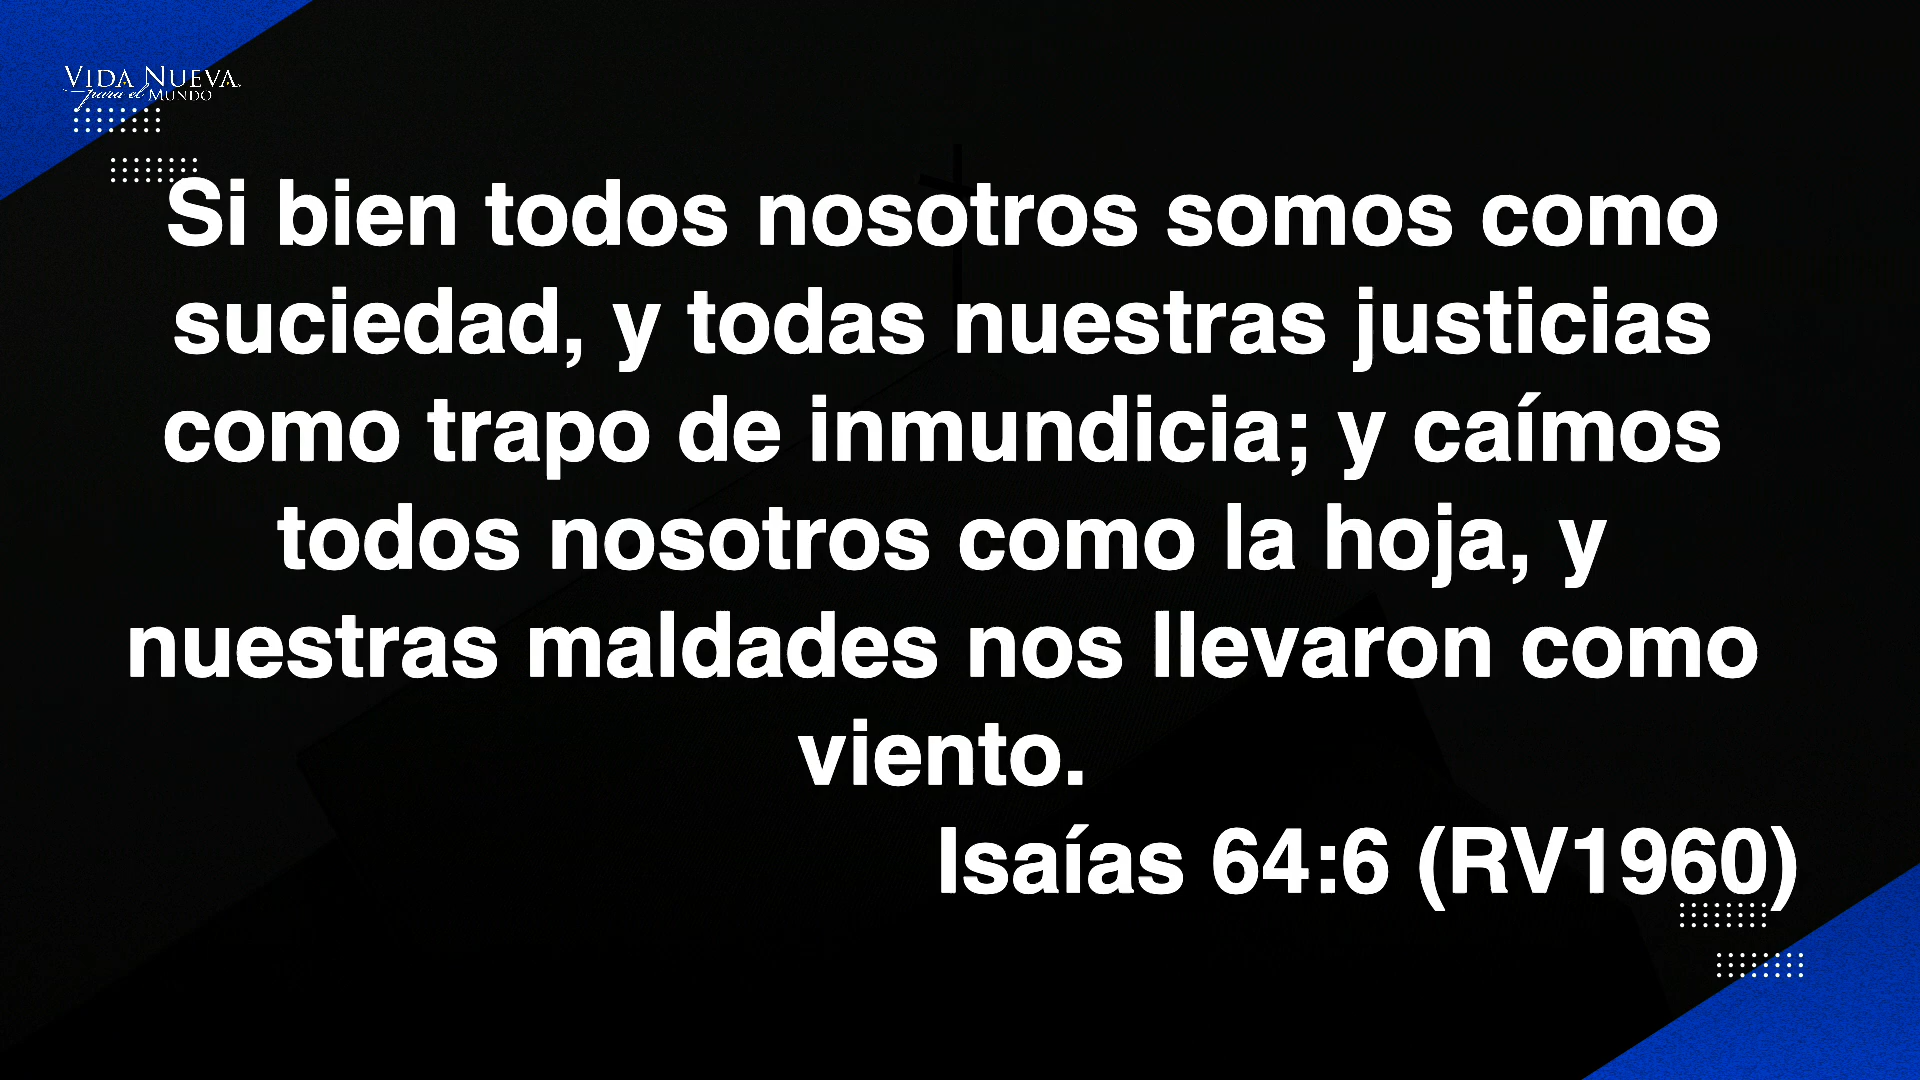 VIDA NUEVA
para el MUNDO
Si bien todos nosotros somos como
suciedad, y todas nuestras justicias
como trapo de inmundicia; y caímos
todos nosotros como la hoja, y
nuestras maldades nos llevaron como
viento.
Isaías 64:6 (RV1960)